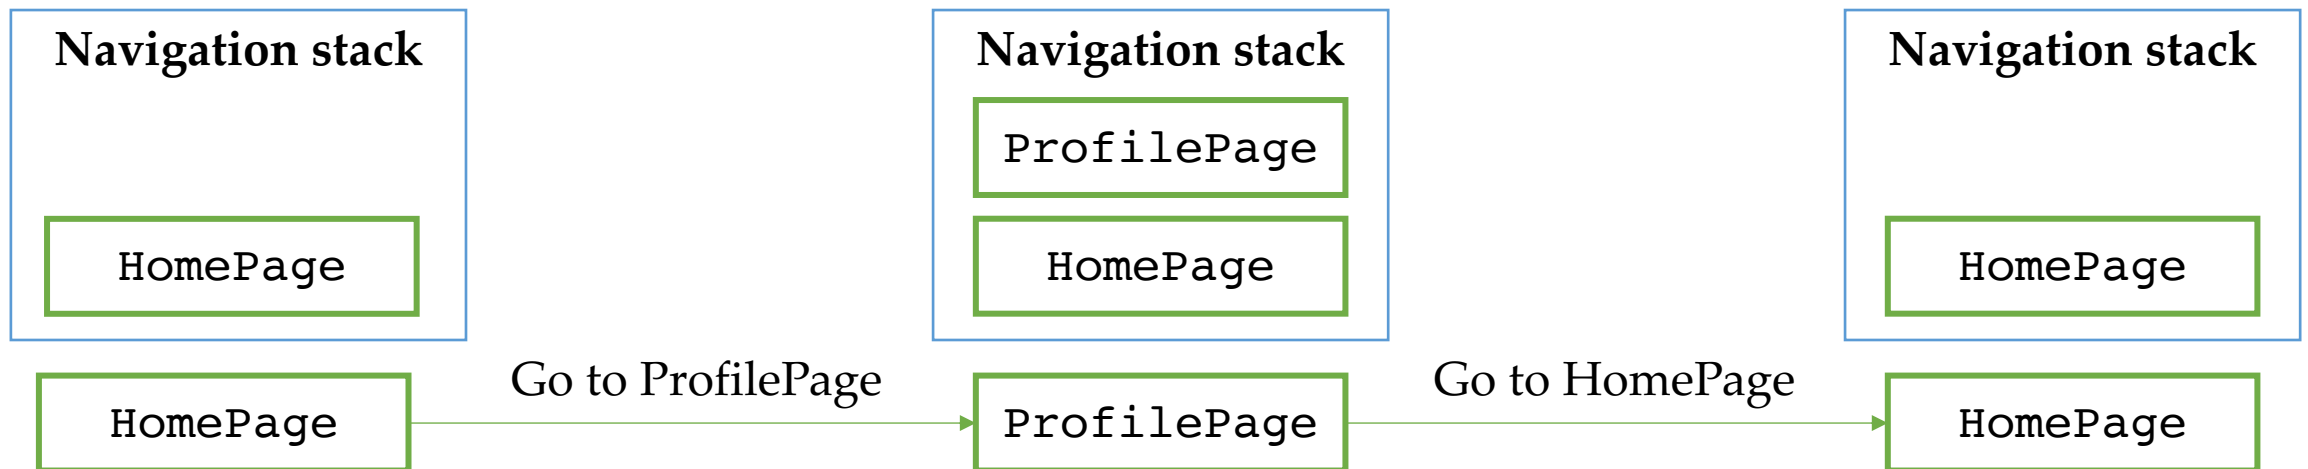 Navigation stack
HomePage
Navigation stack
ProfilePage
HomePage
Navigation stack
HomePage
HomePage
Go to ProfilePage
ProfilePage
Go to HomePage
HomePage